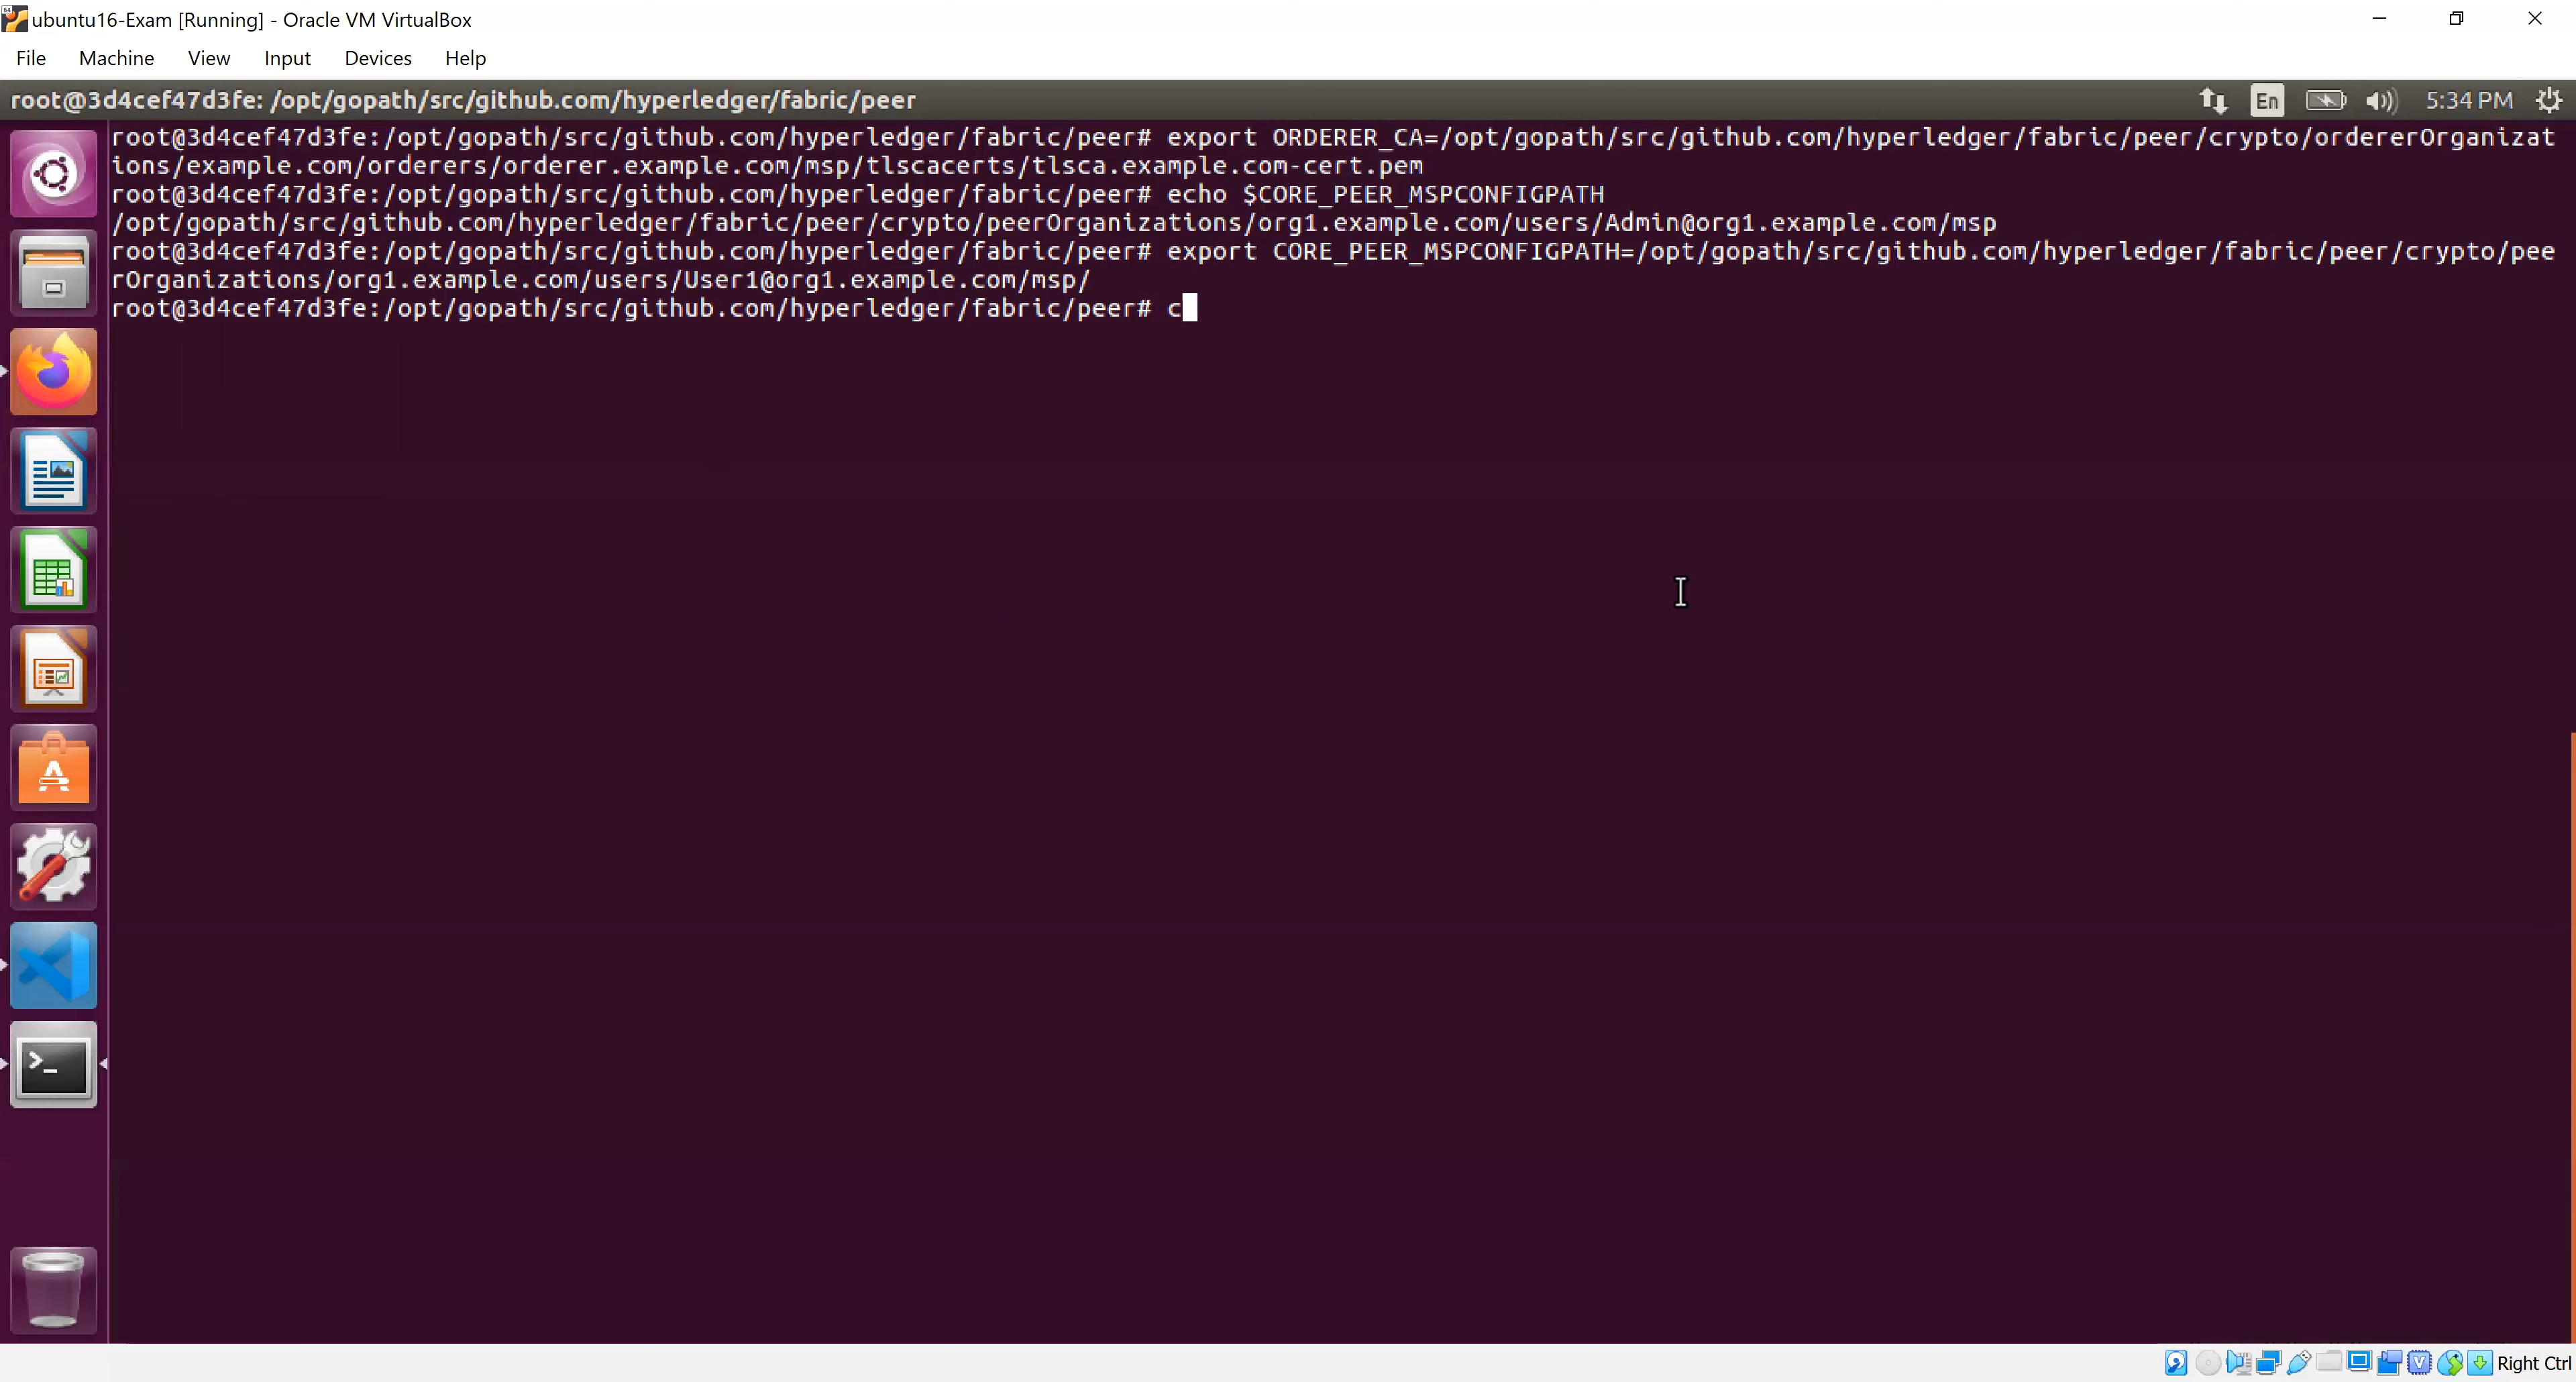 ubuntu16-Exam [Running] - Oracle VM VirtualBox
File Machine View Input Devices Help
root@3d4cef47d3fe: /opt/gopath/src/github.com/hyperledger/fabric/peer En 5:34 PM
root@3d4cef47d3fe:/opt/gopath/src/github.com/hyperledger/fabric/peer# export ORDERER_CA=/opt/gopath/src/github.com/hyperledger/fabric/peer/crypto/ordererOrganizat
ions/example.com/orderers/orderer.example.com/msp/tlscacerts/tlsca.example.com-cert.pem
root@3d4cef47d3fe:/opt/gopath/src/github.com/hyperledger/fabric/peer# echo $CORE_PEER_MSPCONFIGPATH
/opt/gopath/src/github.com/hyperledger/fabric/peer/crypto/peerOrganizations/org1.example.com/users/Admin@org1.example.com/msp
root@3d4cef47d3fe:/opt/gopath/src/github.com/hyperledger/fabric/peer# export CORE_PEER_MSPCONFIGPATH=/opt/gopath/src/github.com/hyperledger/fabric/peer/crypto/pee
rOrganizations/org1.example.com/users/User1@org1.example.com/msp/
root@3d4cef47d3fe:/opt/gopath/src/github.com/hyperledger/fabric/peer# c
Right Ctrl